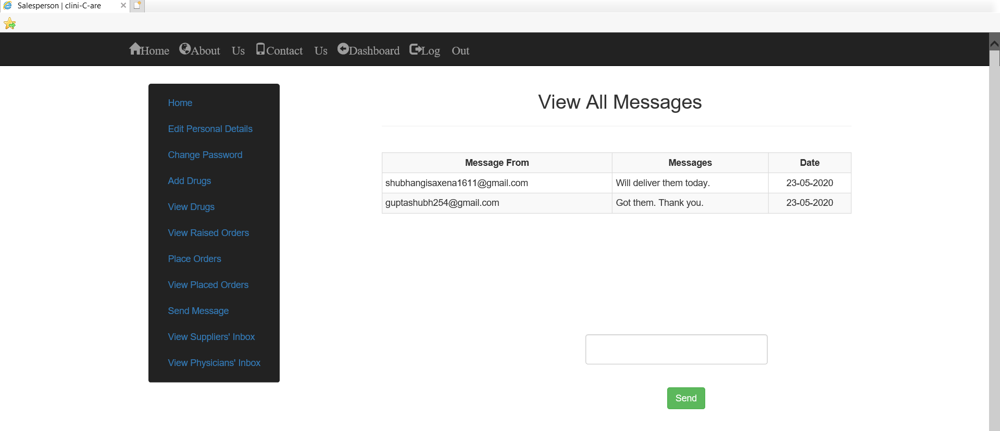 Salesperson | clini-C-are
Home About Us Contact Us Dashboard Log Out
Home
Edit Personal Details
Change Password
Add Drugs
View Drugs
View Raised Orders
Place Orders
View Placed Orders
Send Message
View Suppliers' Inbox
View Physicians' Inbox
View All Messages
Message From Messages Date
shubhangisaxena1611@gmail.com Will deliver them today. 23-05-2020
guptashubh254@gmail.com Got them. Thank you. 23-05-2020
Send